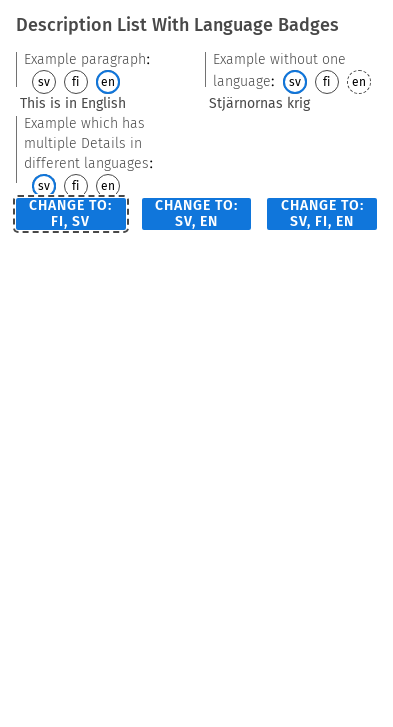 Description List With Language Badges
Example paragraph:
sv fi en
This is in English
Example without one
language: sv fi en
Stjärnornas krig
Example which has
multiple Details in
different languages:
sv fi en
CHANGE TO:
FI, SV
CHANGE TO:
SV, EN
CHANGE TO:
SV, FI, EN